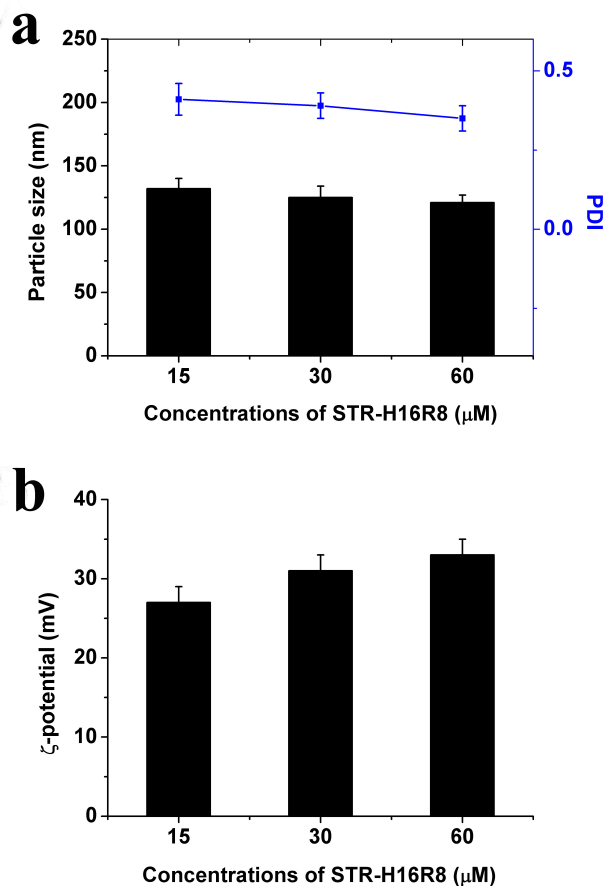 a
250
200
150
100
50
0
Particle size (nm)
0.5
0.0
PDI
15 30 60
Concentrations of STR-H16R8 (μM)
b
40
30
20
10
0
ζ-potential (mV)
15 30 60
Concentrations of STR-H16R8 (μM)